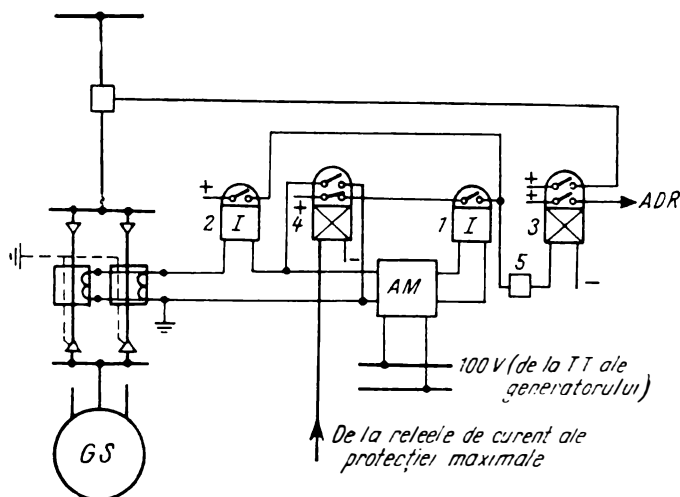 +
2
I
+
4
-
1
I
+
+
3
ADR
-
5
AM
100 V (de la TT ale
generatorului)
De la releele de curent ale
protecției maximale
GS